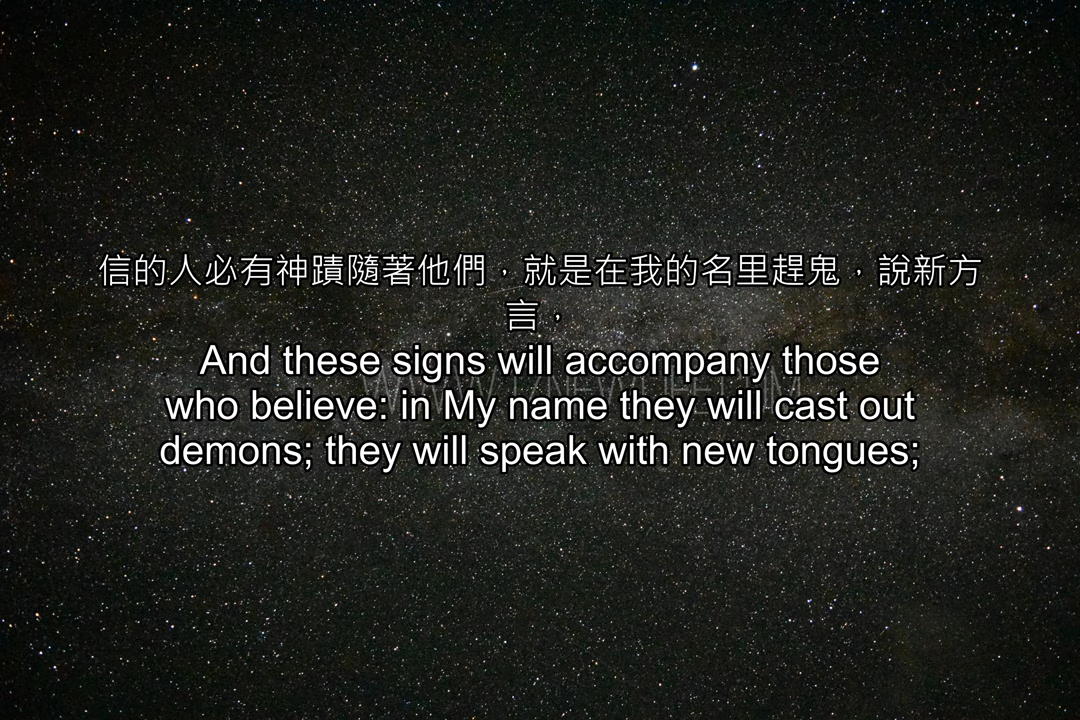 信的人必有神蹟隨著他們，就是在我的名里趕鬼，說新方
言，
And these signs will accompany those
who believe: in My name they will cast out
demons; they will speak with new tongues;